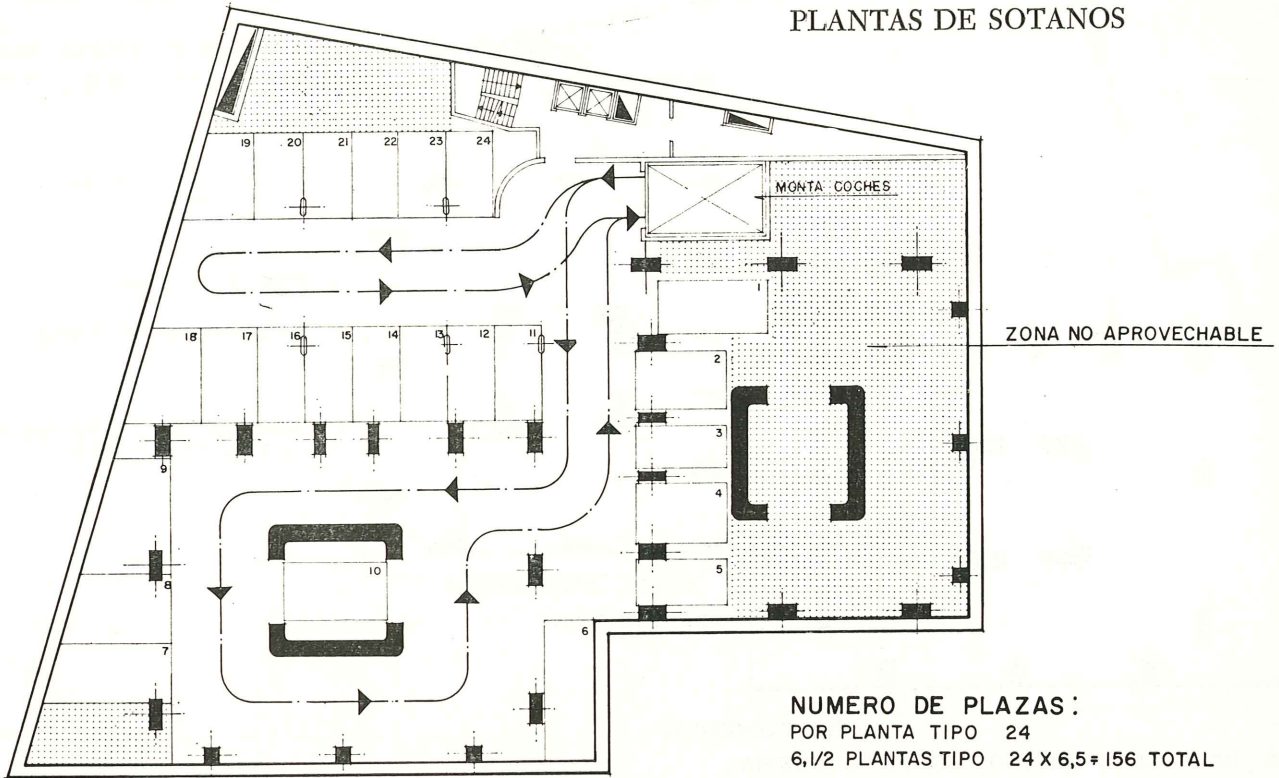 PLANTAS DE SOTANOS
19 20 21 22 23 24
MONTA COCHES
1
ZONA NO APROVECHABLE
18 17 16 15 14 13 12 11
2
3
9
4
10
5
8
6
7
NUMERO DE PLAZAS:
POR PLANTA TIPO 24
6,1/2 PLANTAS TIPO 24 X 6,5 = 156 TOTAL